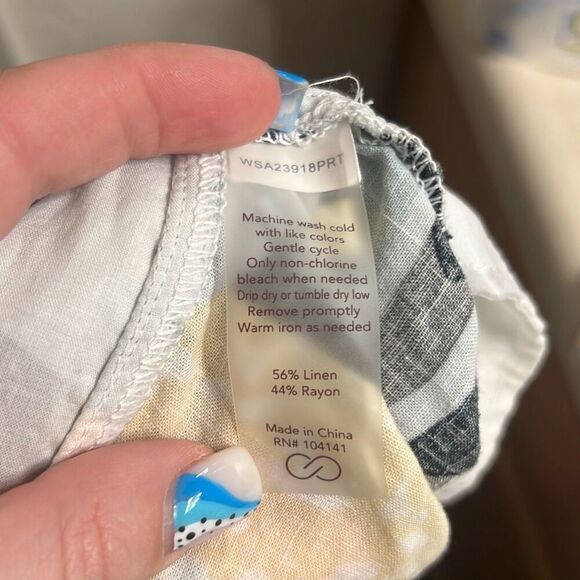 WSA23918PRT
Machine wash cold
with like colors
Gentle cycle
Only non-chlorine
bleach when needed
Drip dry or tumble dry low
Remove promptly
Warm iron as needed
56% Linen
44% Rayon
Made in China
RN# 104141